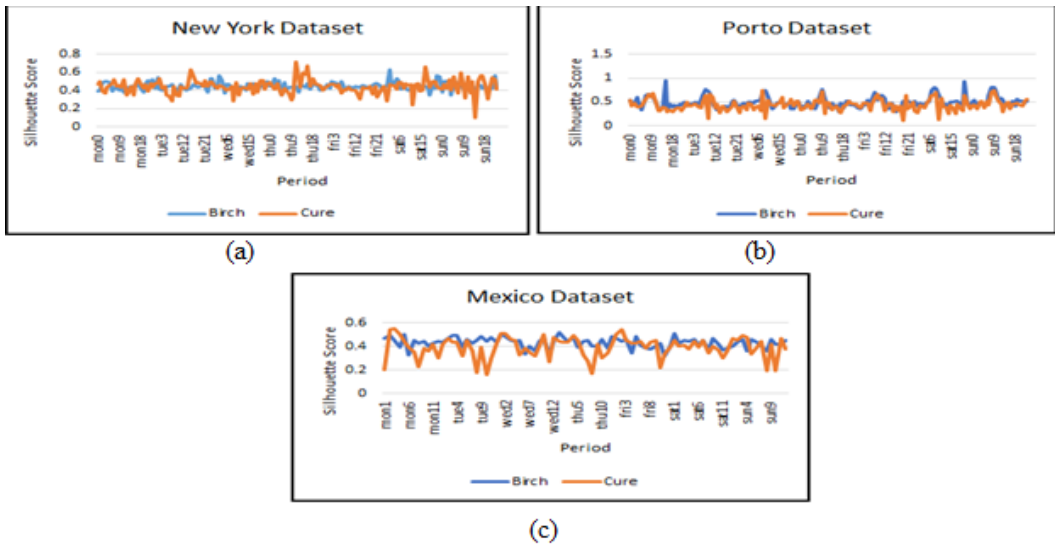 New York Dataset
Silhouette Score
0.8
0.6
0.4
0.2
0
mon0
mon9
mon18
tue3
tue12
tue21
wed6
wed15
thu0
thu9
thu18
fri3
fri12
fri21
sat6
sat15
sun0
sun9
sun18
Period
Birch
Cure
(a)
Porto Dataset
Silhouette Score
1.5
1
0.5
0
mon0
mon9
mon18
tue3
tue12
tue21
wed6
wed15
thu0
thu9
thu18
fri3
fri12
fri21
sat6
sat15
sun0
sun9
sun18
Period
Birch
Cure
(b)
Mexico Dataset
Silhouette Score
0.6
0.4
0.2
0
mon1
mon6
mon11
tue4
tue9
wed2
wed7
wed12
thu5
thu10
fri3
fri8
sat1
sat6
sat11
sun4
sun9
Period
Birch
Cure
(c)